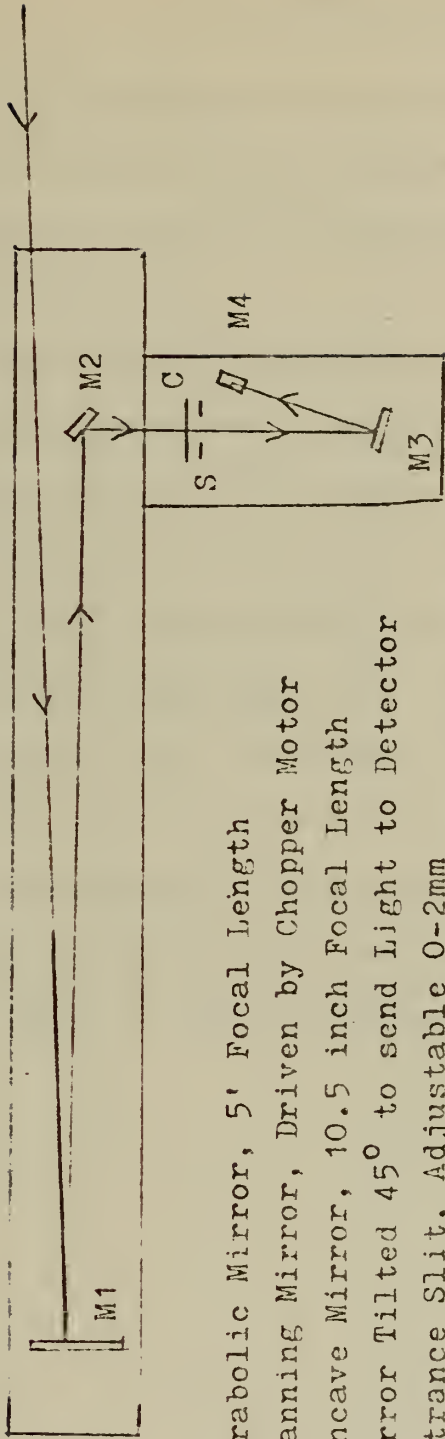 M1
M2
M4
S
C
M3
rabolic Mirror, 5' Focal Length
anning Mirror, Driven by Chopper Motor
ncave Mirror, 10.5 inch Focal Length
rror Tilted 45° to send Light to Detector
trance Slit, Adjustable 0-2mm